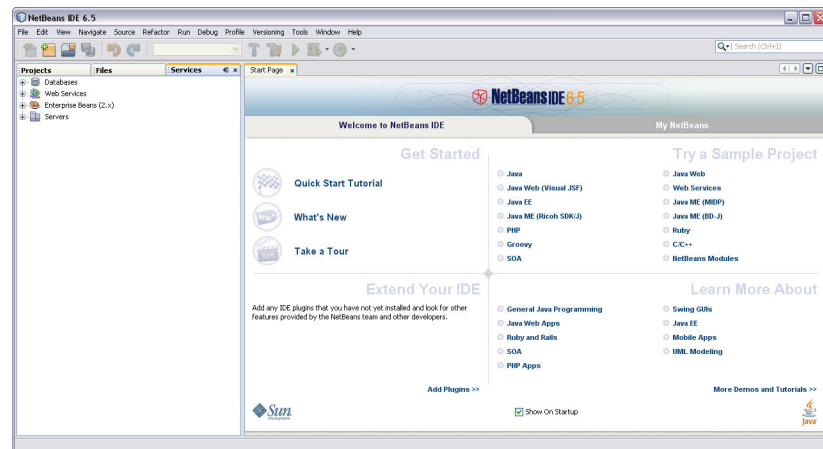 NetBeans IDE 6.5
File Edit View Navigate Source Refactor Run Debug Profile Versioning Tools Window Help
Search (Ctrl+I)
Projects Files Services
Databases
Web Services
Enterprise Beans (2.x)
Servers
Start Page
NetBeans IDE 6.5
Welcome to NetBeans IDE
My NetBeans
Get Started
Quick Start Tutorial
What's New
Take a Tour
Try a Sample Project
Java
Java Web (Visual JSF)
Java EE
Java ME (Ricoh SDK/J)
PHP
Groovy
SOA
Java Web
Web Services
Java ME (MIDP)
Java ME (BD-J)
Ruby
C/C++
NetBeans Modules
Extend Your IDE
Add any IDE plugins that you have not yet installed and look for other
features provided by the NetBeans team and other developers.
Add Plugins >>
Learn More About
General Java Programming
Java Web Apps
Ruby and Rails
SOA
PHP Apps
Swing GUIs
Java EE
Mobile Apps
UML Modeling
More Demos and Tutorials >>
Sun
Show On Startup
Java